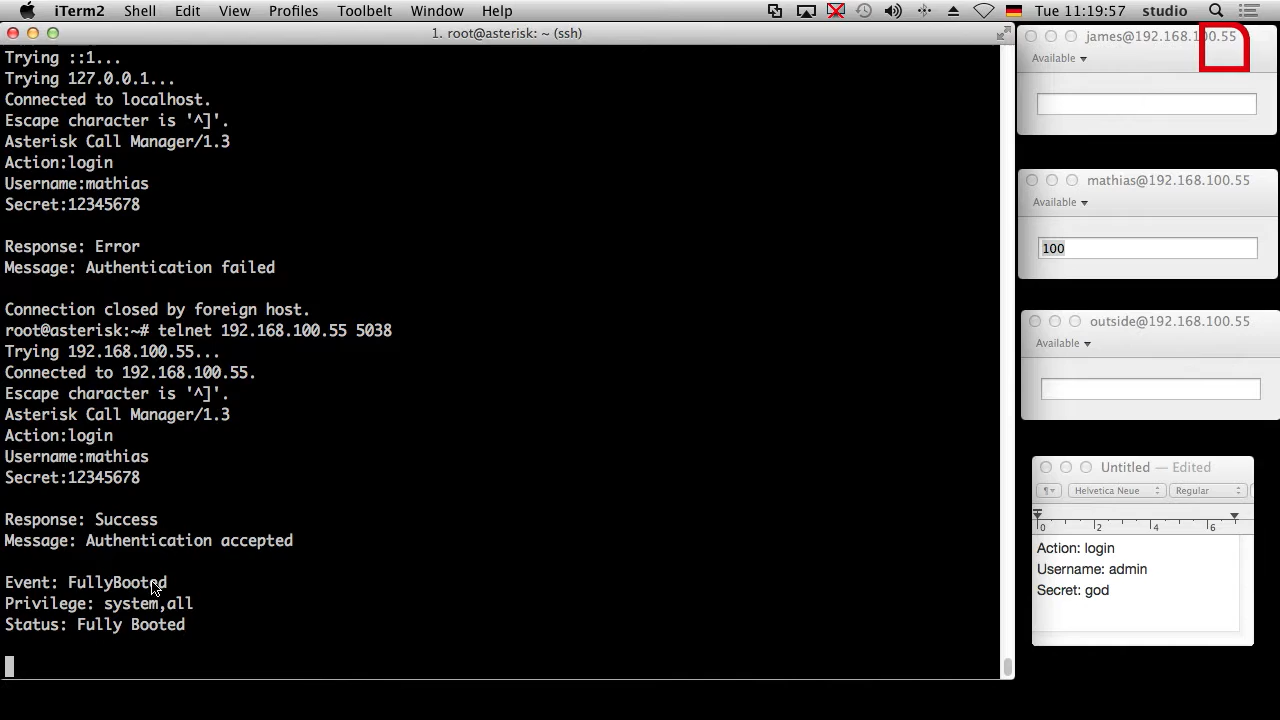 iTerm2 Shell Edit View Profiles Toolbelt Window Help Tue 11:19:57 studio
1. root@asterisk: ~ (ssh)
Trying ::1...
Trying 127.0.0.1...
Connected to localhost.
Escape character is '^]'.
Asterisk Call Manager/1.3
Action:login
Username:mathias
Secret:12345678
Response: Error
Message: Authentication failed
Connection closed by foreign host.
root@asterisk:~# telnet 192.168.100.55 5038
Trying 192.168.100.55...
Connected to 192.168.100.55.
Escape character is '^]'.
Asterisk Call Manager/1.3
Action:login
Username:mathias
Secret:12345678
Response: Success
Message: Authentication accepted
Event: FullyBooted
Privilege: system,all
Status: Fully Booted
james@192.168.100.55
Available
mathias@192.168.100.55
Available
100
outside@192.168.100.55
Available
Untitled — Edited
Helvetica Neue Regular
0 2 4 6
Action: login
Username: admin
Secret: god